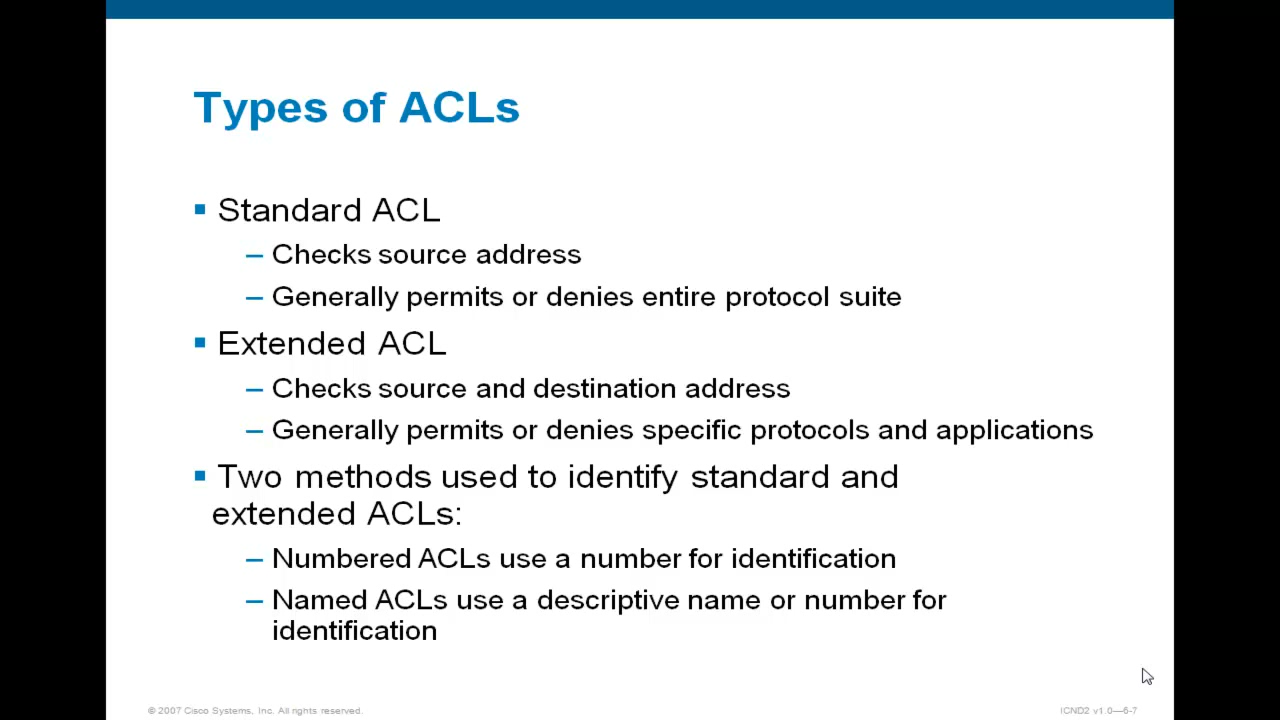 Types of ACLs
▪ Standard ACL
– Checks source address
– Generally permits or denies entire protocol suite
▪ Extended ACL
– Checks source and destination address
– Generally permits or denies specific protocols and applications
▪ Two methods used to identify standard and
extended ACLs:
– Numbered ACLs use a number for identification
– Named ACLs use a descriptive name or number for
identification
© 2007 Cisco Systems, Inc. All rights reserved.
ICND2 v1.0—6-7